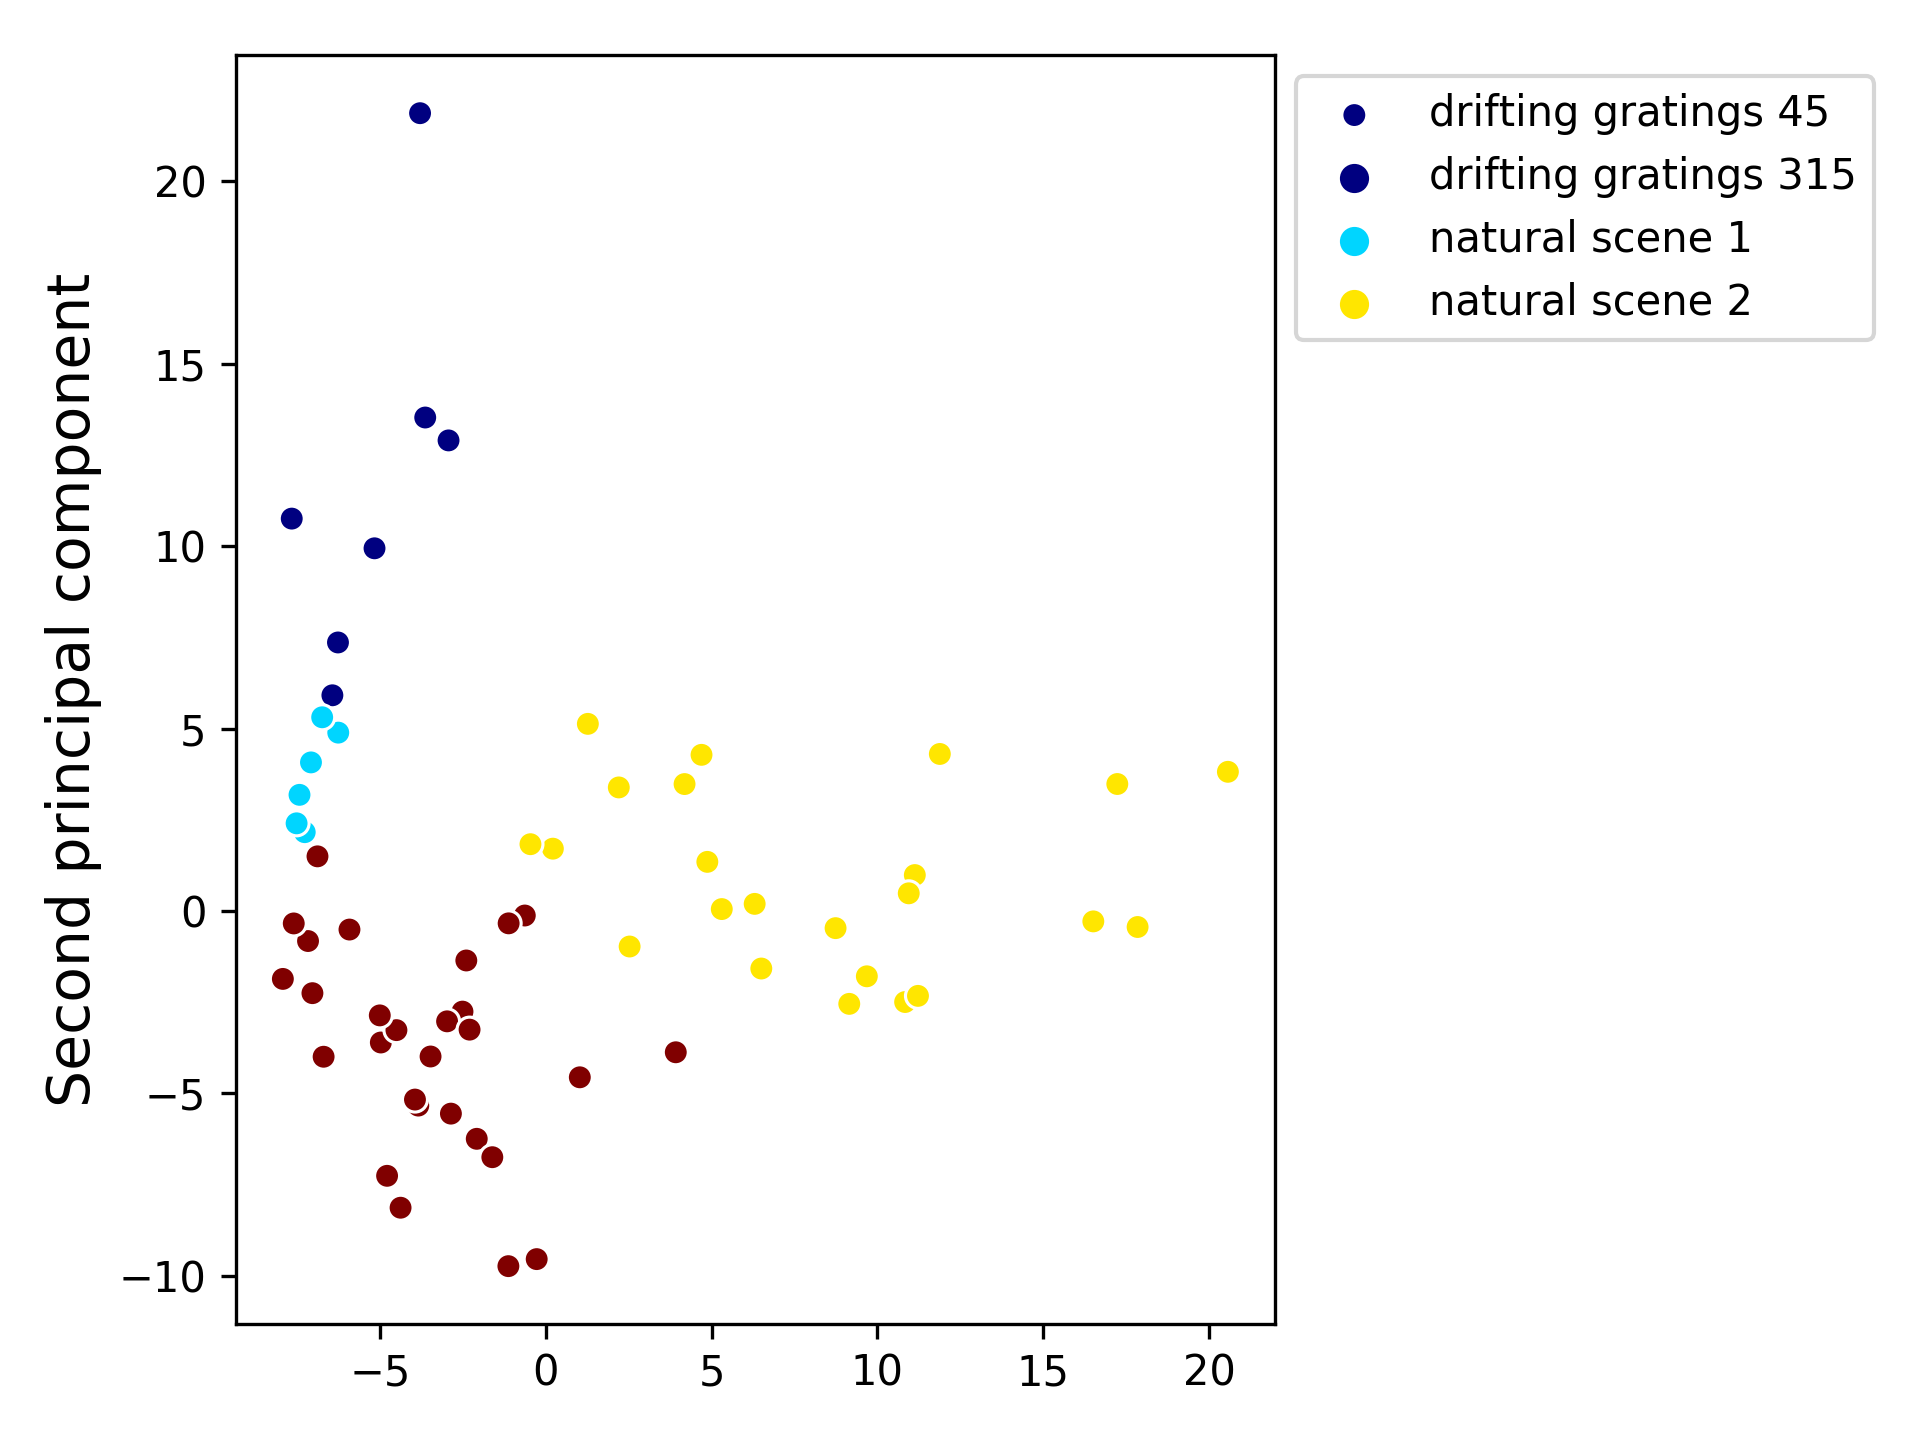 drifting gratings 45
drifting gratings 315
natural scene 1
natural scene 2
Second principal component
20
15
10
5
0
−5
−10
−5 0 5 10 15 20